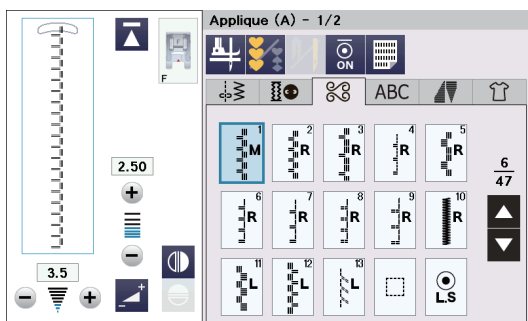 Applique (A) - 1/2
F
ON
ABC
2.50
3.5
1 M
2 R
3 R
4 R
5 R
6 R
7 R
8 R
9 R
10 R
11 L
12 L
13 L
L.S
6
47